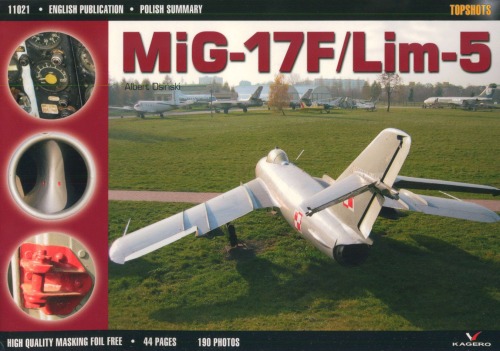 11021 • ENGLISH PUBLICATION • POLISH SUMMARY
TOPSHOTS
MiG-17F/Lim-5
Albert Osiński
HIGH QUALITY MASKING FOIL FREE • 44 PAGES • 190 PHOTOS
KAGERO